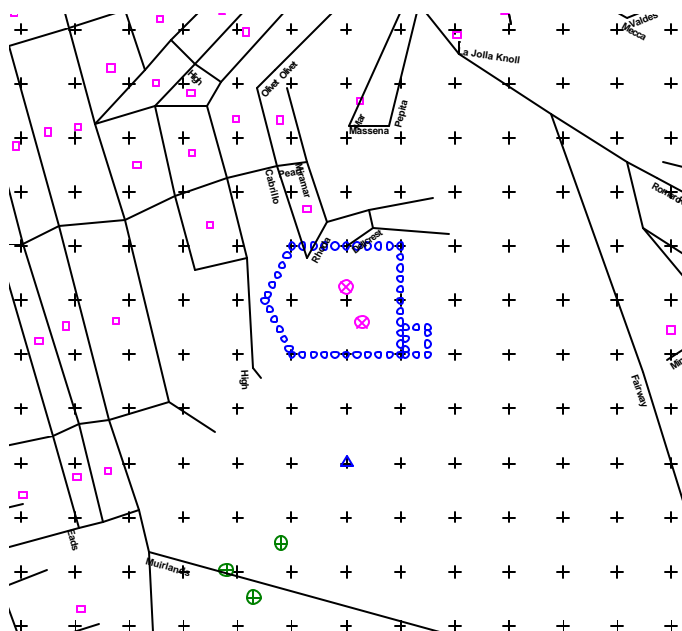 Valdes
Mecca
La Jolla Knoll
High
Olivet
Olivet
Mar
Pepita
Massena
Pearl
Miramar
Cabrillo
Romero
Rhoda
Hillcrest
High
Fairway
Eads
Muirlands